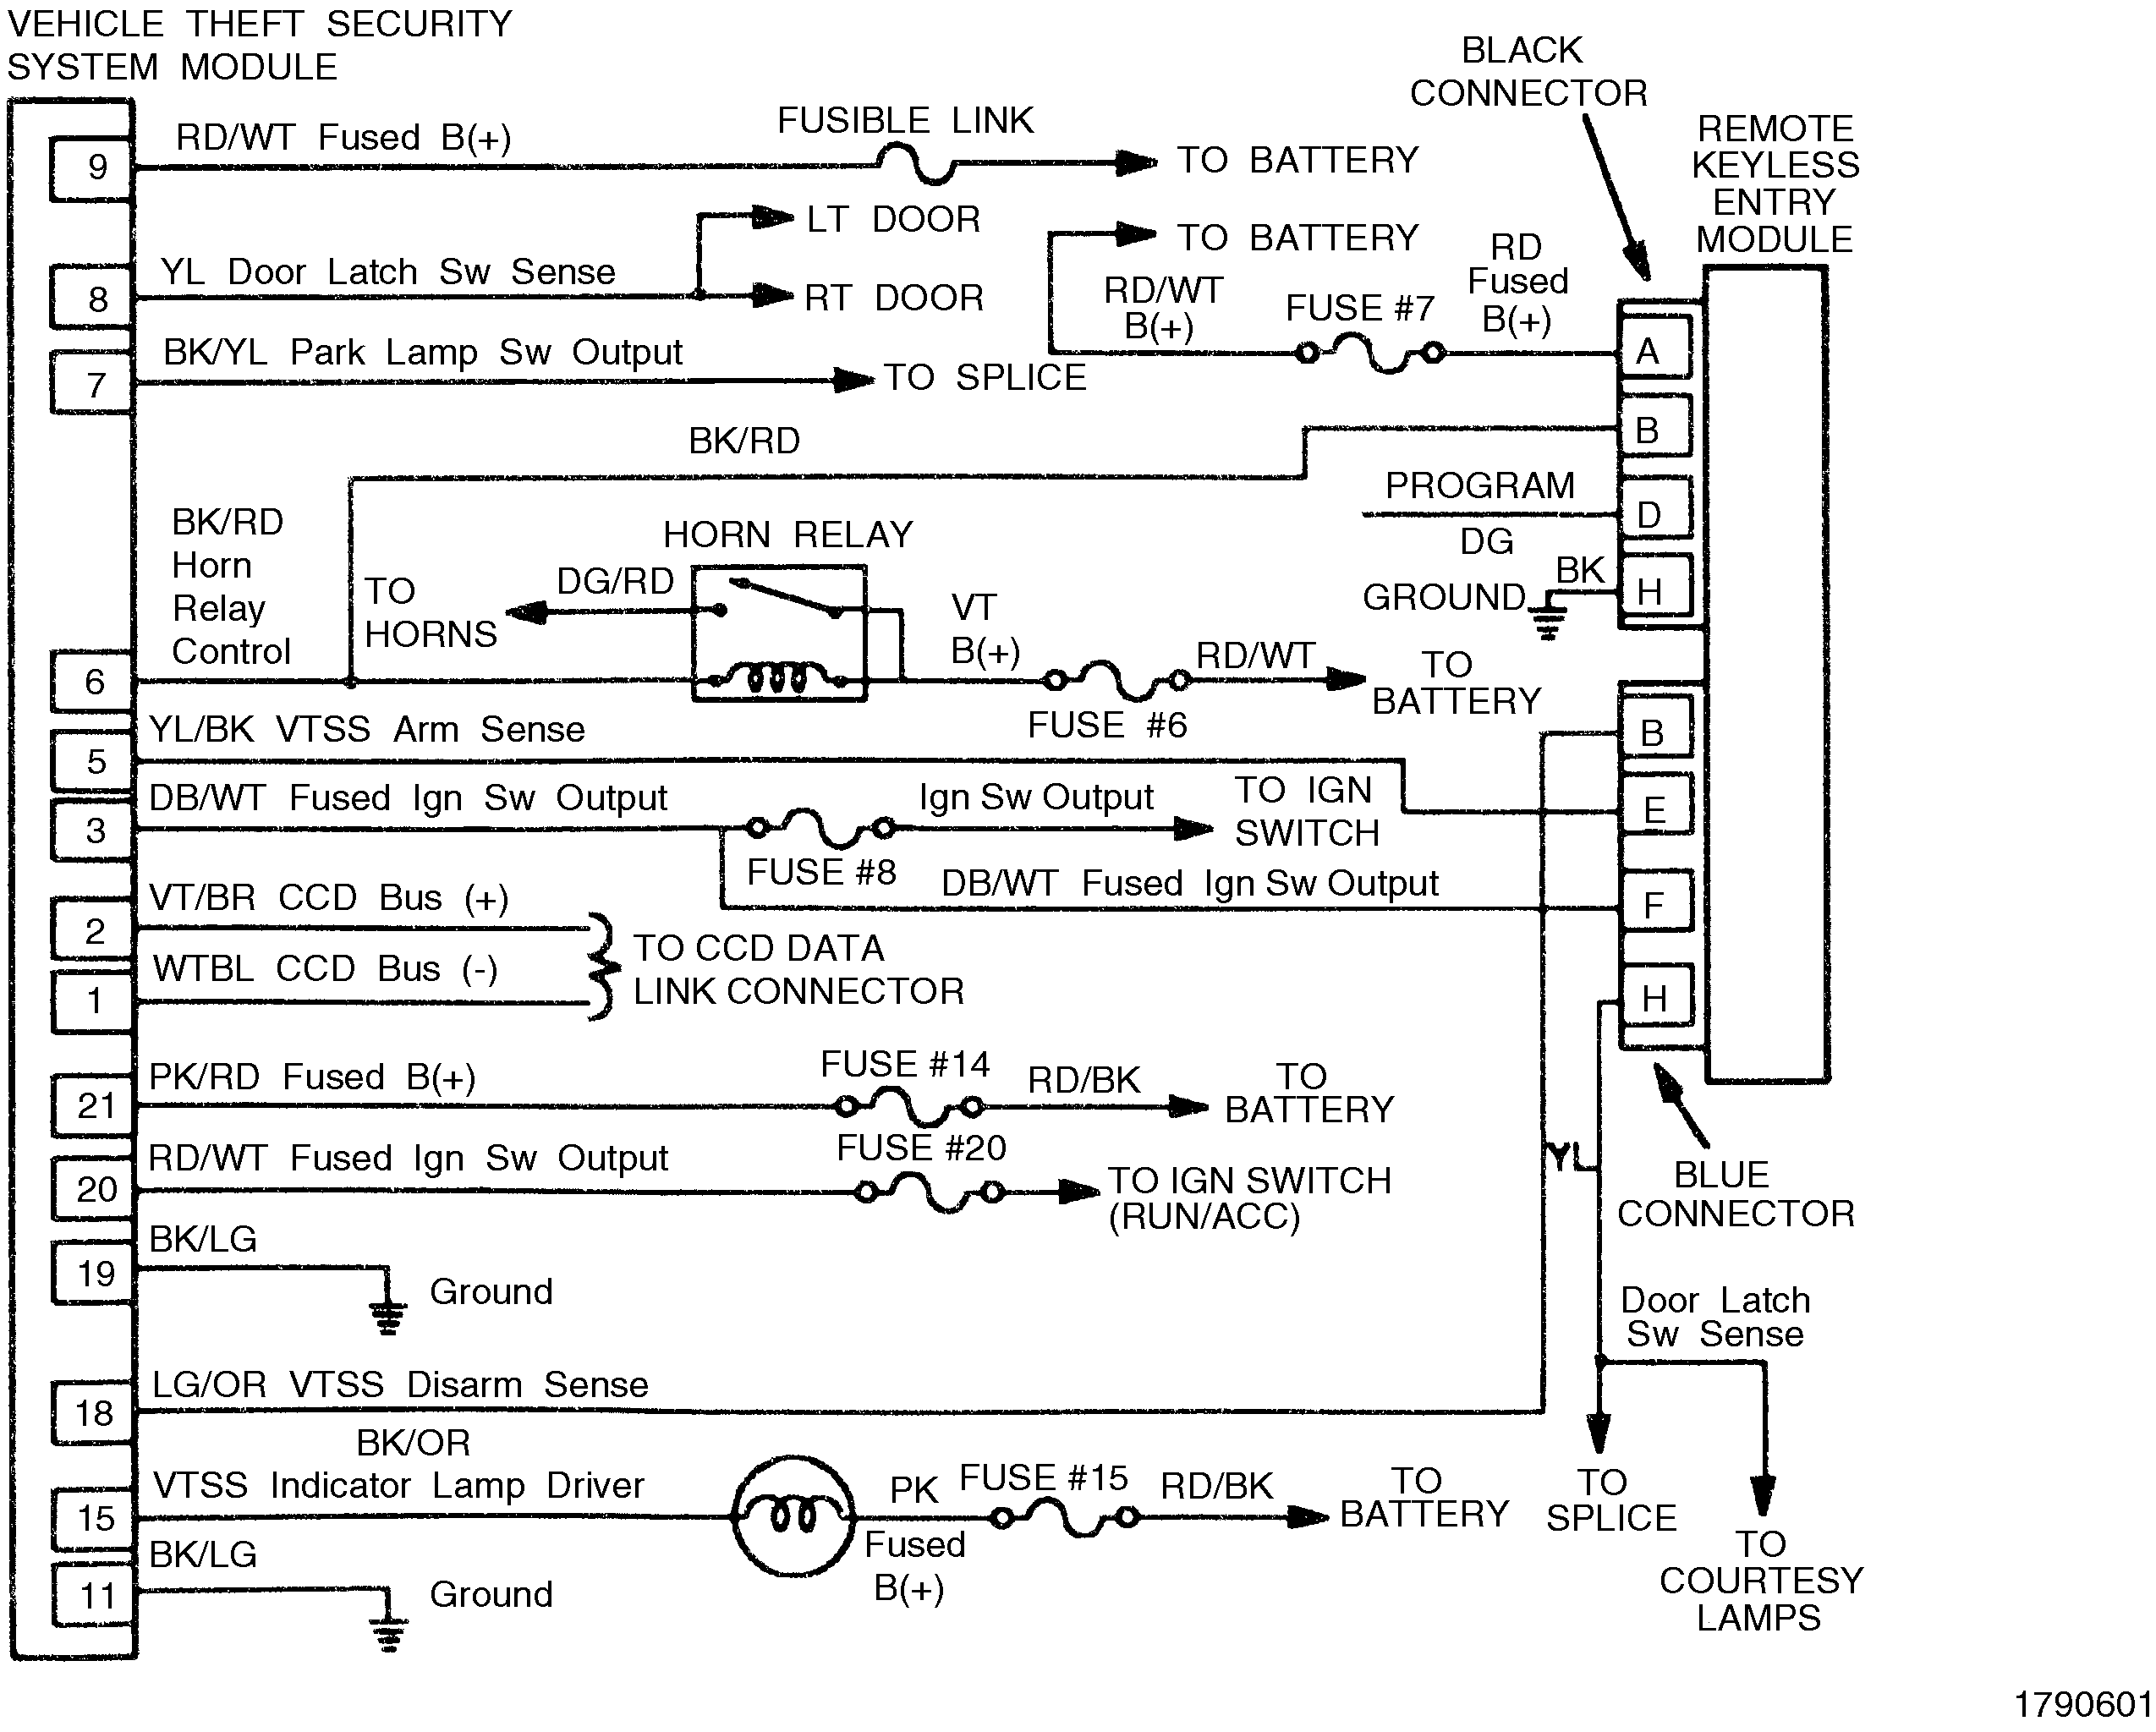 VEHICLE THEFT SECURITY
SYSTEM MODULE
BLACK
CONNECTOR
REMOTE
KEYLESS
ENTRY
MODULE
9
RD/WT Fused B(+)
FUSIBLE LINK
TO BATTERY
LT DOOR
TO BATTERY
8
YL Door Latch Sw Sense
RT DOOR
RD/WT
B(+)
FUSE #7
RD
Fused
B(+)
A
7
BK/YL Park Lamp Sw Output
TO SPLICE
BK/RD
B
PROGRAM
DG
D
BK/RD
Horn
Relay
Control
TO
HORNS
DG/RD
HORN RELAY
VT
B(+)
GROUND
BK
H
6
FUSE #6
RD/WT
TO
BATTERY
5
YL/BK VTSS Arm Sense
B
3
DB/WT Fused Ign Sw Output
FUSE #8
Ign Sw Output
TO IGN
SWITCH
E
DB/WT Fused Ign Sw Output
F
2
VT/BR CCD Bus (+)
1
WTBL CCD Bus (-)
TO CCD DATA
LINK CONNECTOR
H
21
PK/RD Fused B(+)
FUSE #14
RD/BK
TO
BATTERY
20
RD/WT Fused Ign Sw Output
FUSE #20
TO IGN SWITCH
(RUN/ACC)
YL
BLUE
CONNECTOR
19
BK/LG
Ground
Door Latch
Sw Sense
18
LG/OR VTSS Disarm Sense
15
BK/OR
VTSS Indicator Lamp Driver
PK
Fused
B(+)
FUSE #15
RD/BK
TO
BATTERY
TO
SPLICE
TO
COURTESY
LAMPS
11
BK/LG
Ground
1790601